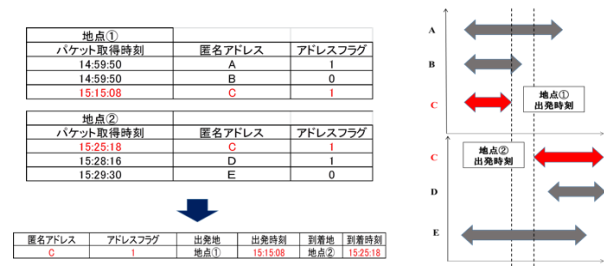 地点①
パケット取得時刻 匿名アドレス アドレスフラグ
14:59:50 A 1
14:59:50 B 0
15:15:08 C 1
地点②
パケット取得時刻 匿名アドレス アドレスフラグ
15:25:18 C 1
15:28:16 D 1
15:29:30 E 0
匿名アドレス アドレスフラグ 出発地 出発時刻 到着地 到着時刻
C 1 地点① 15:15:08 地点② 15:25:18
A
B
C
地点①
出発時刻
C
地点②
出発時刻
D
E